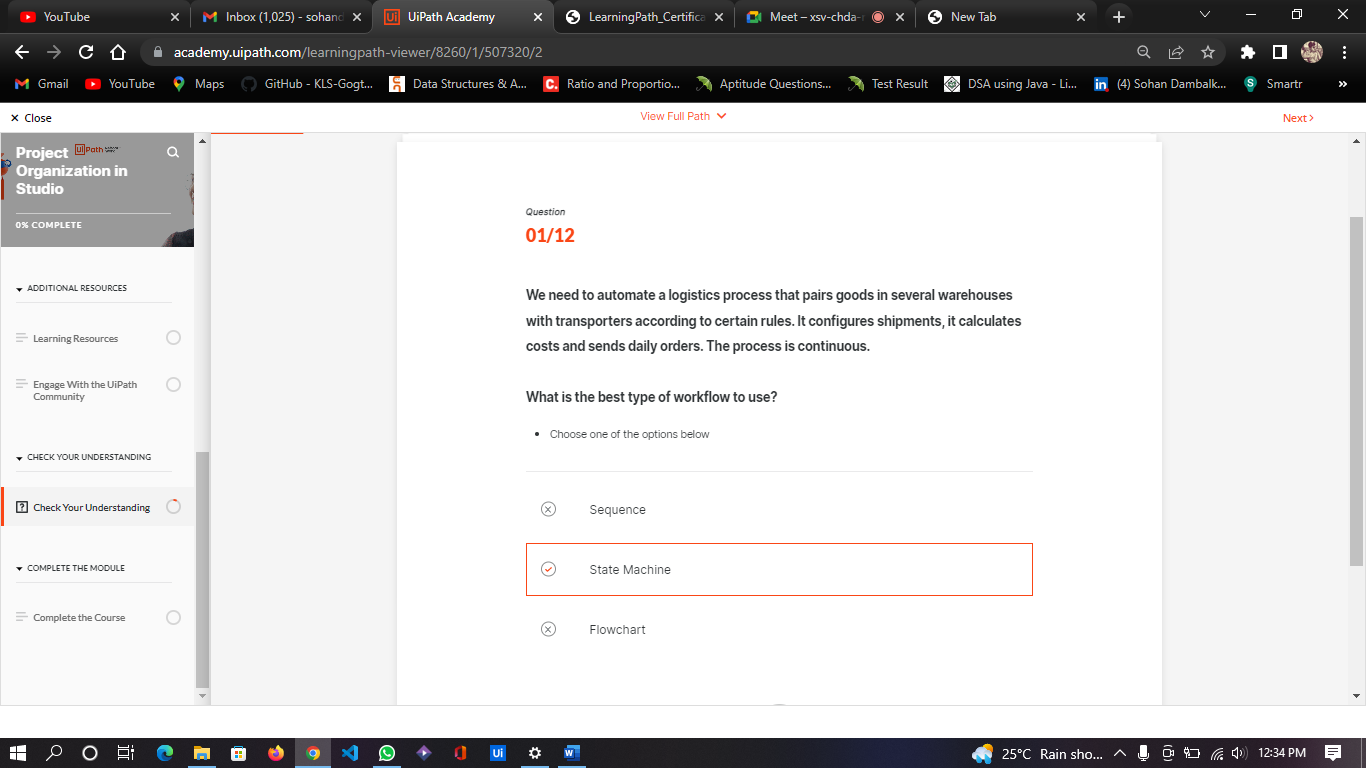 YouTube
Inbox (1,025) - sohand
UiPath Academy
LearningPath_Certifica
Meet – xsv-chda-
New Tab
academy.uipath.com/learningpath-viewer/8260/1/507320/2
Gmail
YouTube
Maps
GitHub - KLS-Gogt...
Data Structures & A...
Ratio and Proportio...
Aptitude Questions...
Test Result
DSA using Java - Li...
(4) Sohan Dambalk...
Smartr
»
Close
View Full Path
Next
Project
Organization in
Studio
UiPath
0% COMPLETE
ADDITIONAL RESOURCES
Learning Resources
Engage With the UiPath
Community
CHECK YOUR UNDERSTANDING
Check Your Understanding
COMPLETE THE MODULE
Complete the Course
Question
01/12
We need to automate a logistics process that pairs goods in several warehouses
with transporters according to certain rules. It configures shipments, it calculates
costs and sends daily orders. The process is continuous.
What is the best type of workflow to use?
• Choose one of the options below
Sequence
State Machine
Flowchart
25°C Rain sho...
12:34 PM